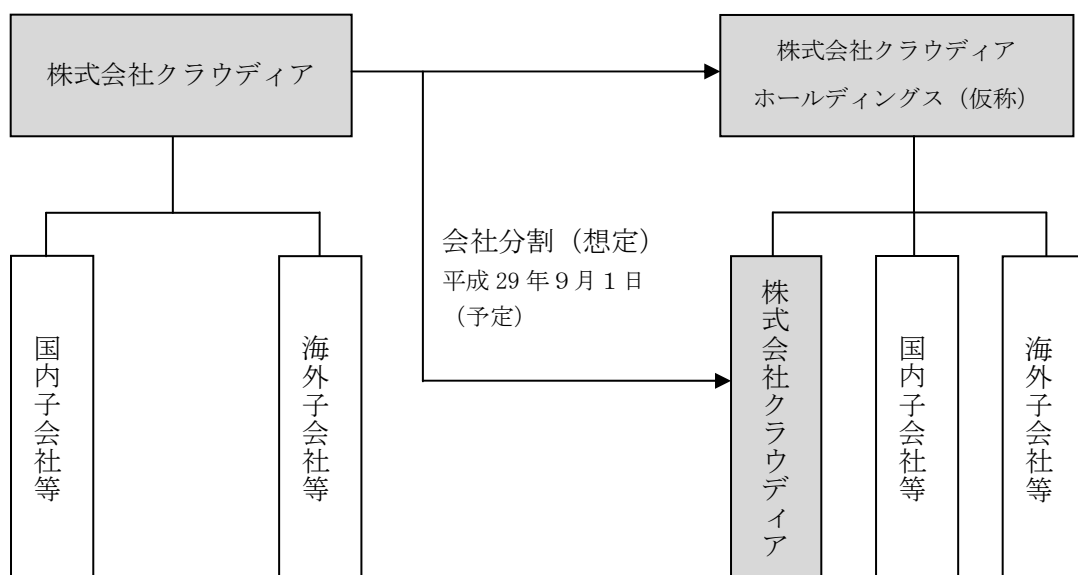 株式会社クラウディア
株式会社クラウディア
ホールディングス（仮称）
会社分割（想定）
平成 29 年９月１日
（予定）
国内子会社等
海外子会社等
株式会社クラウディア
国内子会社等
海外子会社等